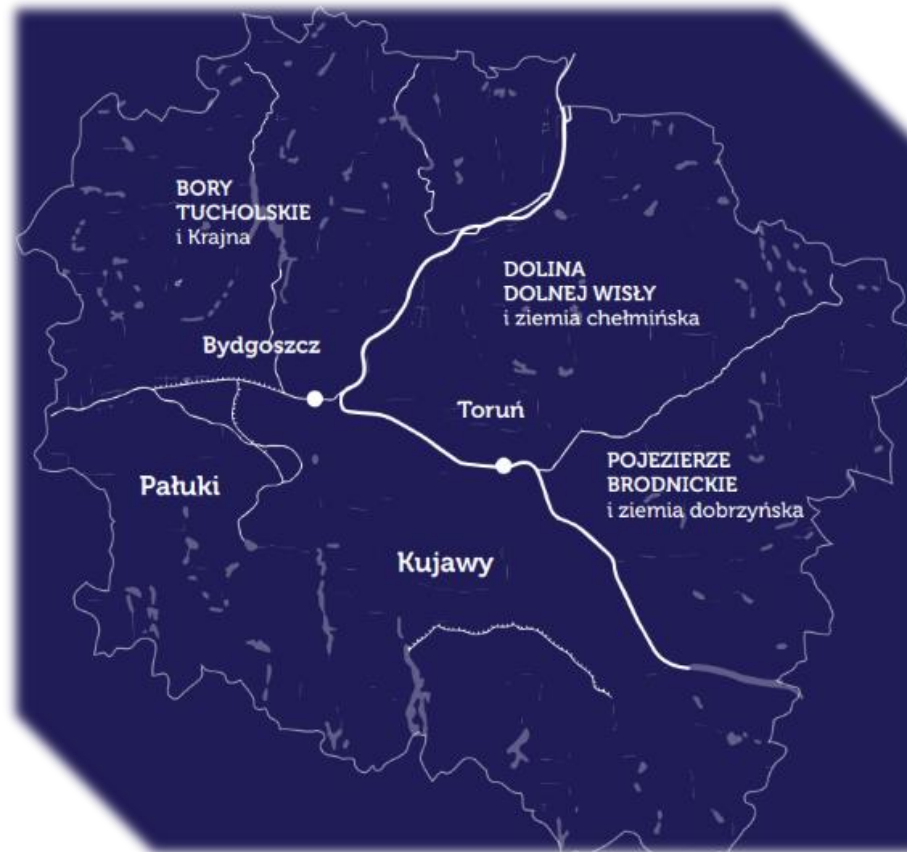 BORY
TUCHOLSKIE
i Krajna
DOLINA
DOLNEJ WISŁY
i ziemia chełmińska
Bydgoszcz
Toruń
POJEZIERZE
BRODNICKIE
i ziemia dobrzyńska
Pałuki
Kujawy